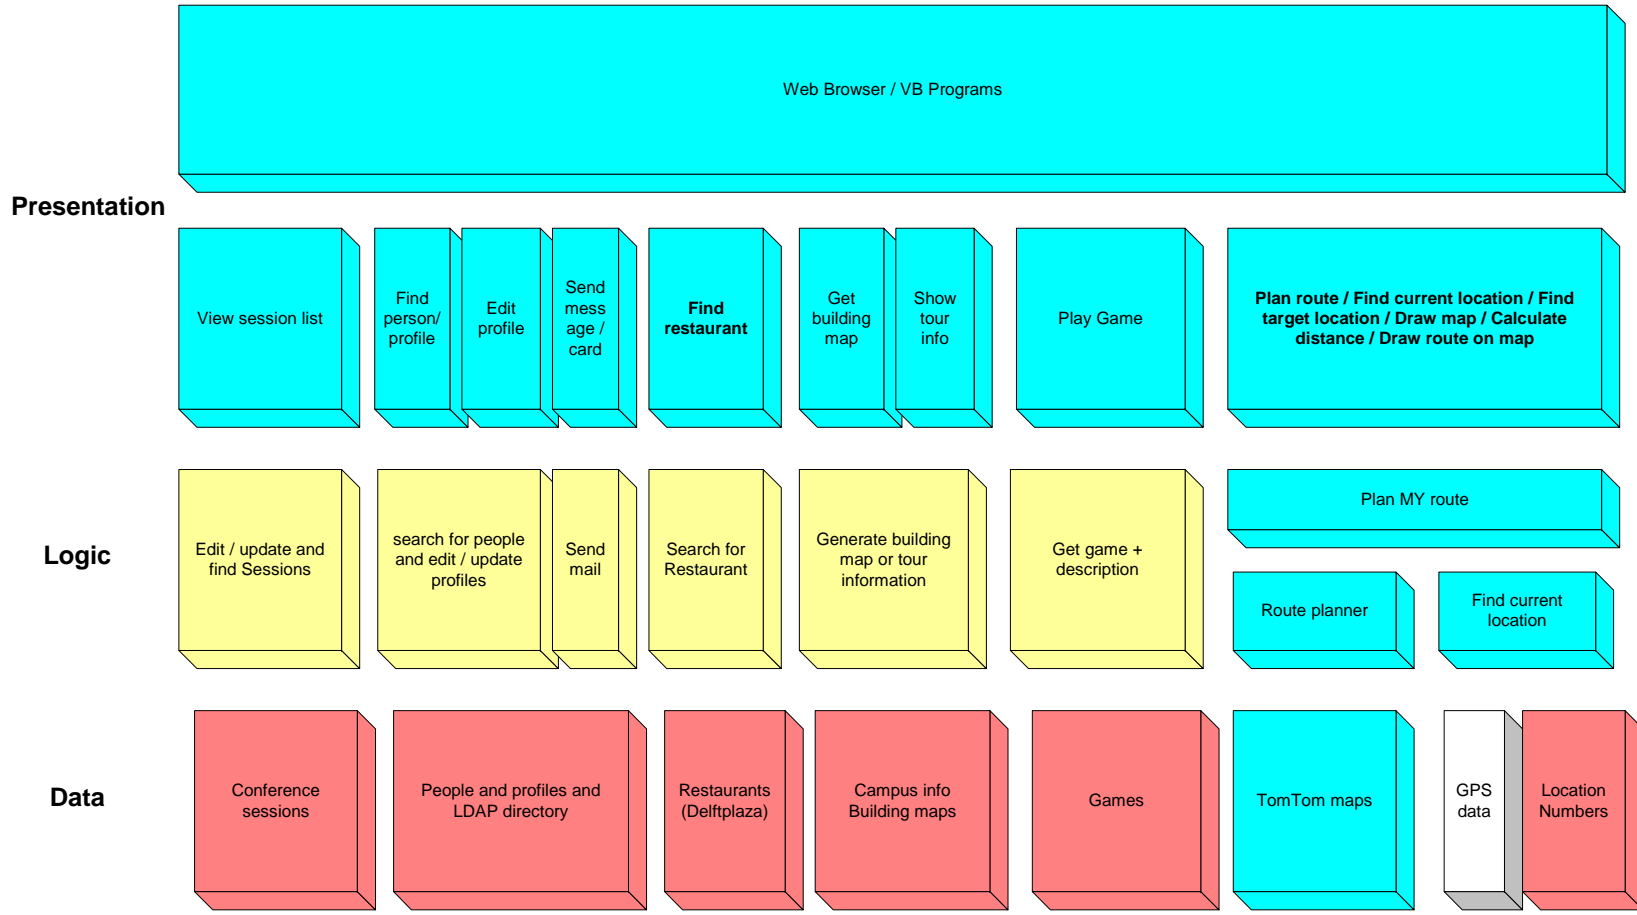 Web Browser / VB Programs
Presentation
View session list
Find
person/
profile
Edit
profile
Send
mess
age /
card
Find
restaurant
Get
building
map
Show
tour
info
Play Game
Plan route / Find current location / Find
target location / Draw map / Calculate
distance / Draw route on map
Logic
Edit / update and
find Sessions
search for people
and edit / update
profiles
Send
mail
Search for
Restaurant
Generate building
map or tour
information
Get game +
description
Plan MY route
Route planner
Find current
location
Data
Conference
sessions
People and profiles and
LDAP directory
Restaurants
(Delftplaza)
Campus info
Building maps
Games
TomTom maps
GPS
data
Location
Numbers